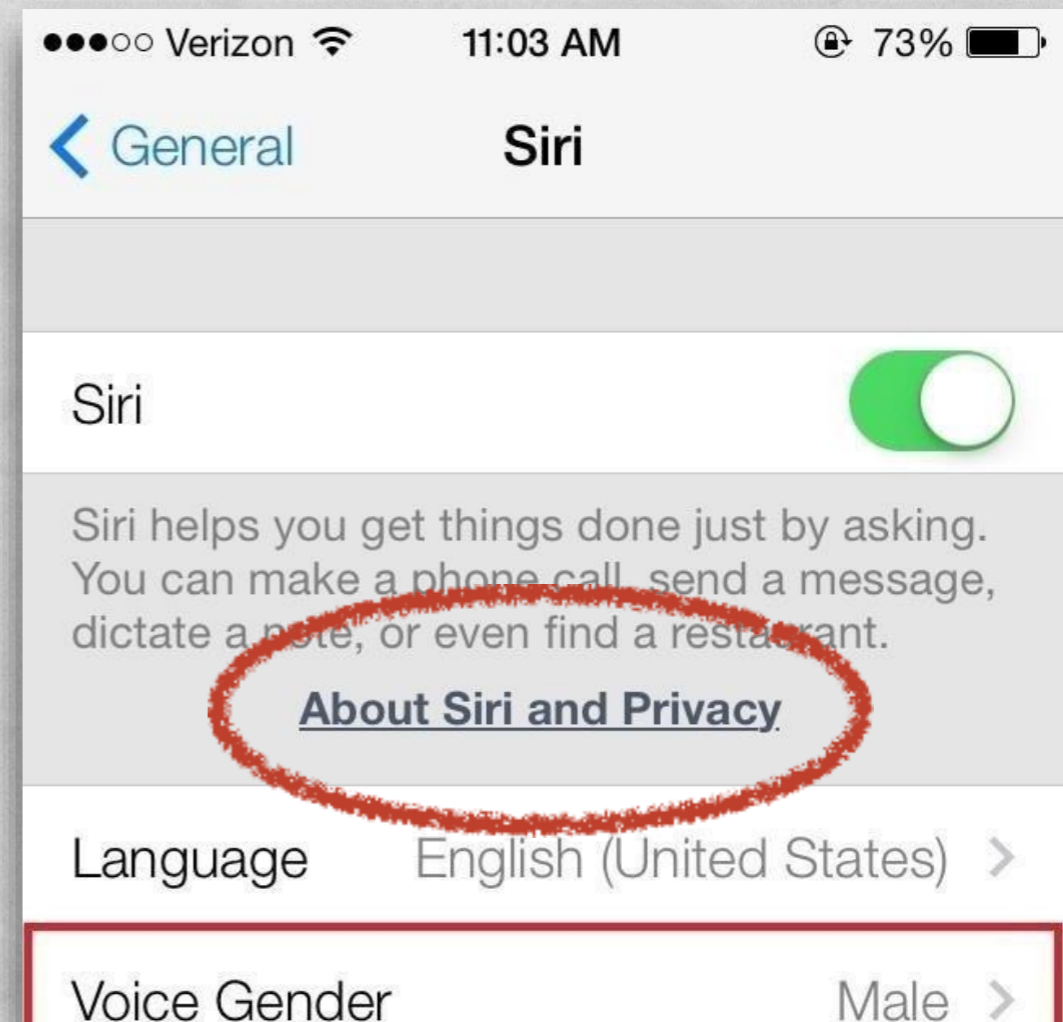 Verizon 11:03 AM 73%
General Siri
Siri
Siri helps you get things done just by asking.
You can make a phone call, send a message,
dictate a note, or even find a restaurant.
About Siri and Privacy
Language English (United States)
Voice Gender Male